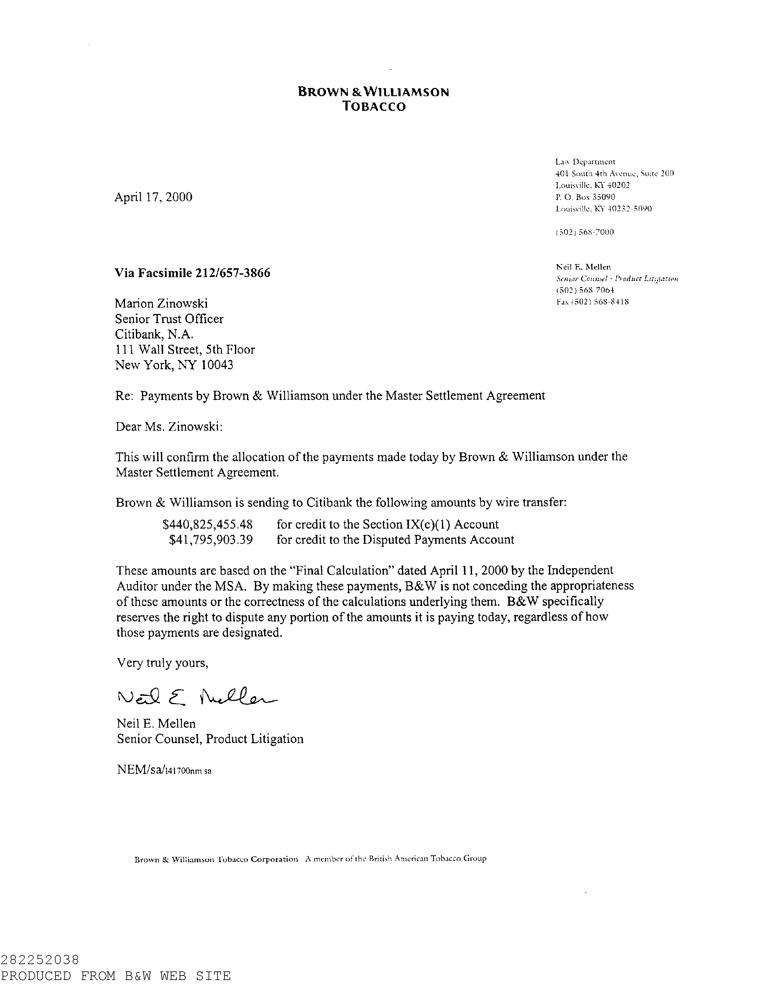 BROWN & WILLIAMSON
TOBACCO
Law Department
401 South 4th Avenue, Suite 200
Louisville, KY 40202
P. O. Box 35090
Louisville, KY 40232-5090
(502) 568-7000
April 17, 2000
Neil E. Mellen
Senior Counsel - Product Litigation
(502) 568-7064
Fax (502) 568-8418
Via Facsimile 212/657-3866
Marion Zinowski
Senior Trust Officer
Citibank, N.A.
111 Wall Street, 5th Floor
New York, NY 10043
Re: Payments by Brown & Williamson under the Master Settlement Agreement
Dear Ms. Zinowski:
This will confirm the allocation of the payments made today by Brown & Williamson under the
Master Settlement Agreement.
Brown & Williamson is sending to Citibank the following amounts by wire transfer:
$440,825,455.48 for credit to the Section IX(c)(1) Account
$41,795,903.39 for credit to the Disputed Payments Account
These amounts are based on the “Final Calculation” dated April 11, 2000 by the Independent
Auditor under the MSA. By making these payments, B&W is not conceding the appropriateness
of these amounts or the correctness of the calculations underlying them. B&W specifically
reserves the right to dispute any portion of the amounts it is paying today, regardless of how
those payments are designated.
Very truly yours,
Neil E Mellen
Neil E. Mellen
Senior Counsel, Product Litigation
NEM/sa/141700nm sa
Brown & Williamson Tobacco Corporation A member of the British American Tobacco Group
282252038
PRODUCED FROM B&W WEB SITE